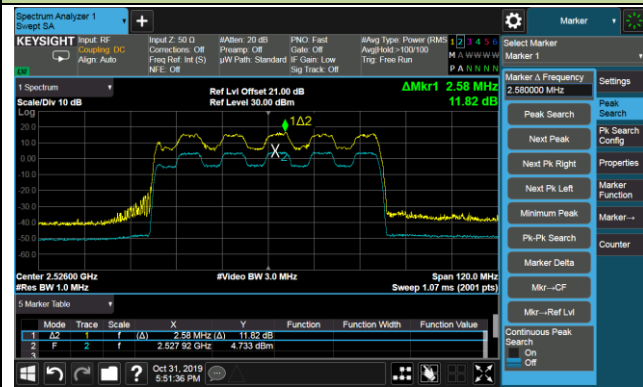 Spectrum Analyzer 1
Swept SA
+
Marker
KEYSIGHT
Input: RF
Coupling: DC
Align: Auto
Input Z: 50 Ω
Corrections: Off
Freq Ref: Int (S)
NFE: Off
#Atten: 20 dB
Preamp: Off
µW Path: Standard
PNO: Fast
Gate: Off
IF Gain: Low
Sig Track: Off
#Avg Type: Power (RMS
Avg|Hold:>100/100
Trig: Free Run
1 2 3 4 5 6
M A W W W W
P A N N N N
LXI
Select Marker
Marker 1
1 Spectrum
Scale/Div 10 dB
Ref Lvl Offset 21.00 dB
Ref Level 30.00 dBm
ΔMkr1 2.58 MHz
11.82 dB
Log
20.0
10.0
0.00
-10.0
-20.0
-30.0
-40.0
-50.0
-60.0
1Δ2
X
2
Center 2.52600 GHz
#Res BW 1.0 MHz
#Video BW 3.0 MHz
Span 120.0 MHz
Sweep 1.07 ms (2001 pts)
5 Marker Table
Mode Trace Scale X Y Function Function Width Function Value
1 Δ2 1 f (Δ) 2.58 MHz (Δ) 11.82 dB
2 F 2 f 2.527 92 GHz 4.733 dBm
3
Marker Δ Frequency
2.580000 MHz
Peak Search
Next Peak
Next Pk Right
Next Pk Left
Minimum Peak
Pk-Pk Search
Marker Delta
Mkr→CF
Mkr→Ref Lvl
Continuous Peak
Search
On
Off
Settings
Peak
Search
Pk Search
Config
Properties
Marker
Function
Marker→
Counter
?
Oct 31, 2019
5:51:36 PM